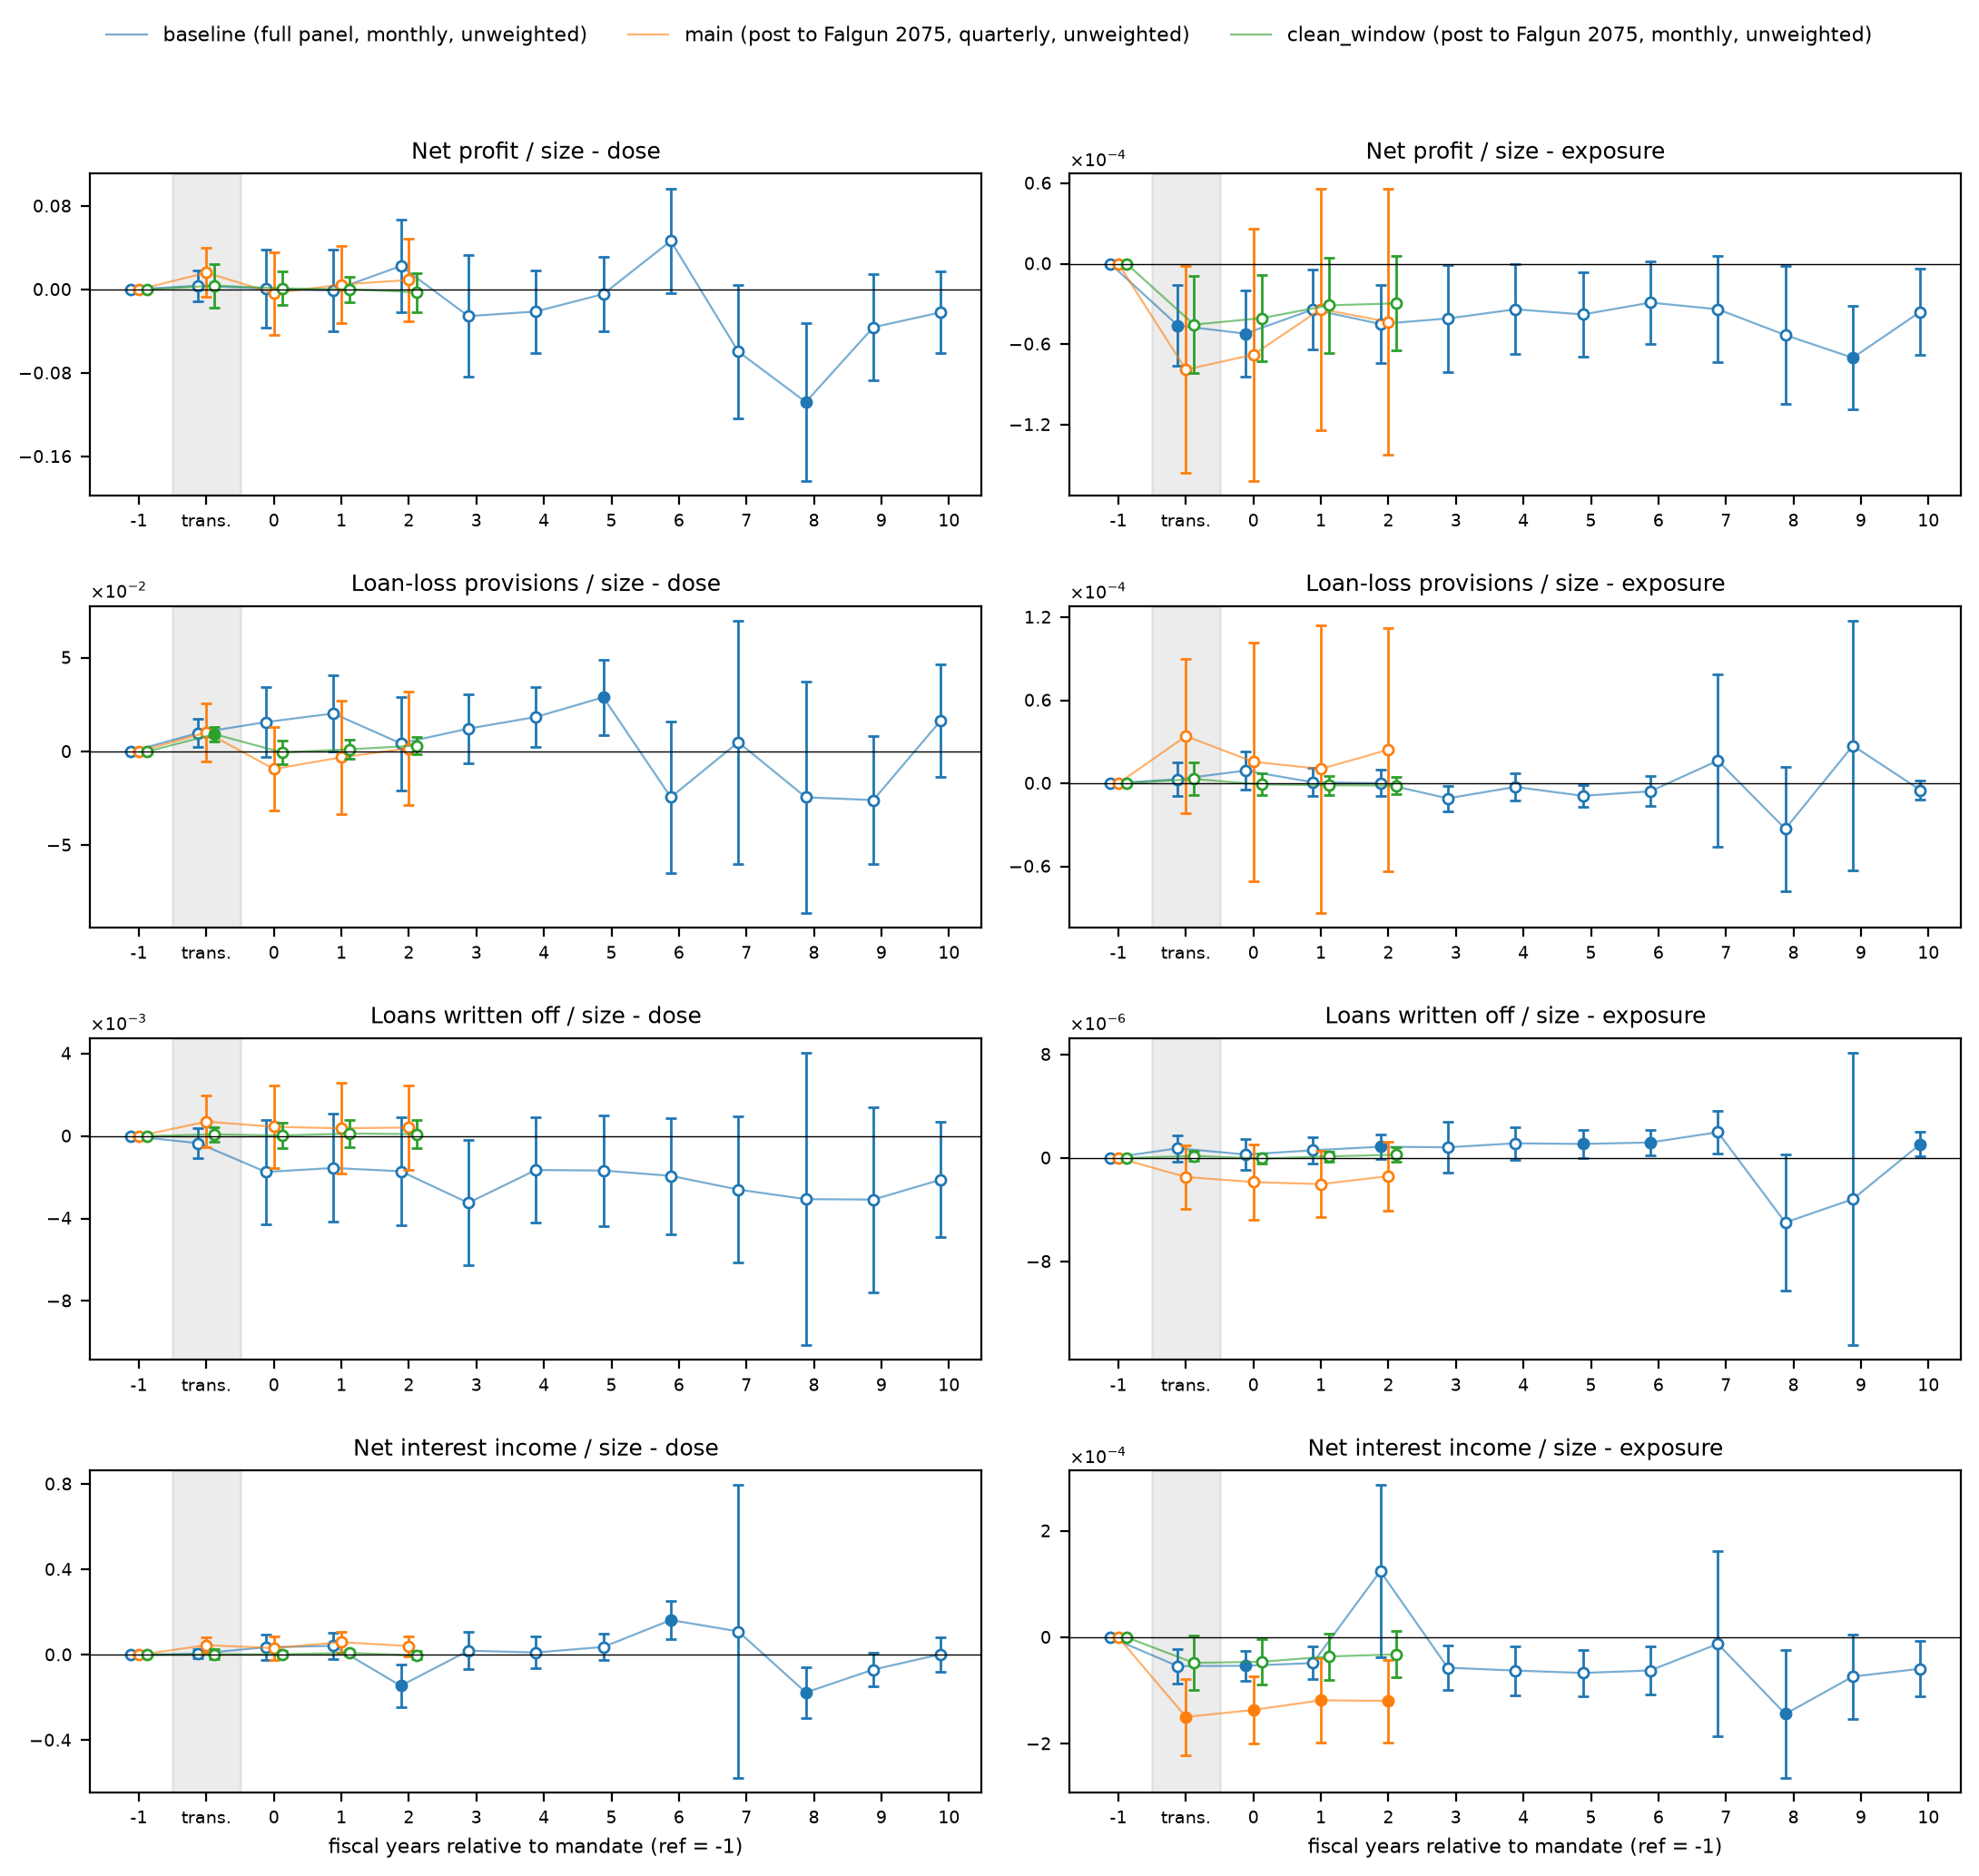 baseline (full panel, monthly, unweighted) main (post to Falgun 2075, quarterly, unweighted) clean_window (post to Falgun 2075, monthly, unweighted)
Net profit / size - dose
0.08
0.00
−0.08
−0.16
-1 trans. 0 1 2 3 4 5 6 7 8 9 10
Net profit / size - exposure
×10⁻⁴
0.6
0.0
−0.6
−1.2
-1 trans. 0 1 2 3 4 5 6 7 8 9 10
Loan-loss provisions / size - dose
×10⁻²
5
0
−5
-1 trans. 0 1 2 3 4 5 6 7 8 9 10
Loan-loss provisions / size - exposure
×10⁻⁴
1.2
0.6
0.0
−0.6
-1 trans. 0 1 2 3 4 5 6 7 8 9 10
Loans written off / size - dose
×10⁻³
4
0
−4
−8
-1 trans. 0 1 2 3 4 5 6 7 8 9 10
Loans written off / size - exposure
×10⁻⁶
8
0
−8
-1 trans. 0 1 2 3 4 5 6 7 8 9 10
Net interest income / size - dose
0.8
0.4
0.0
−0.4
-1 trans. 0 1 2 3 4 5 6 7 8 9 10
fiscal years relative to mandate (ref = -1)
Net interest income / size - exposure
×10⁻⁴
2
0
−2
-1 trans. 0 1 2 3 4 5 6 7 8 9 10
fiscal years relative to mandate (ref = -1)